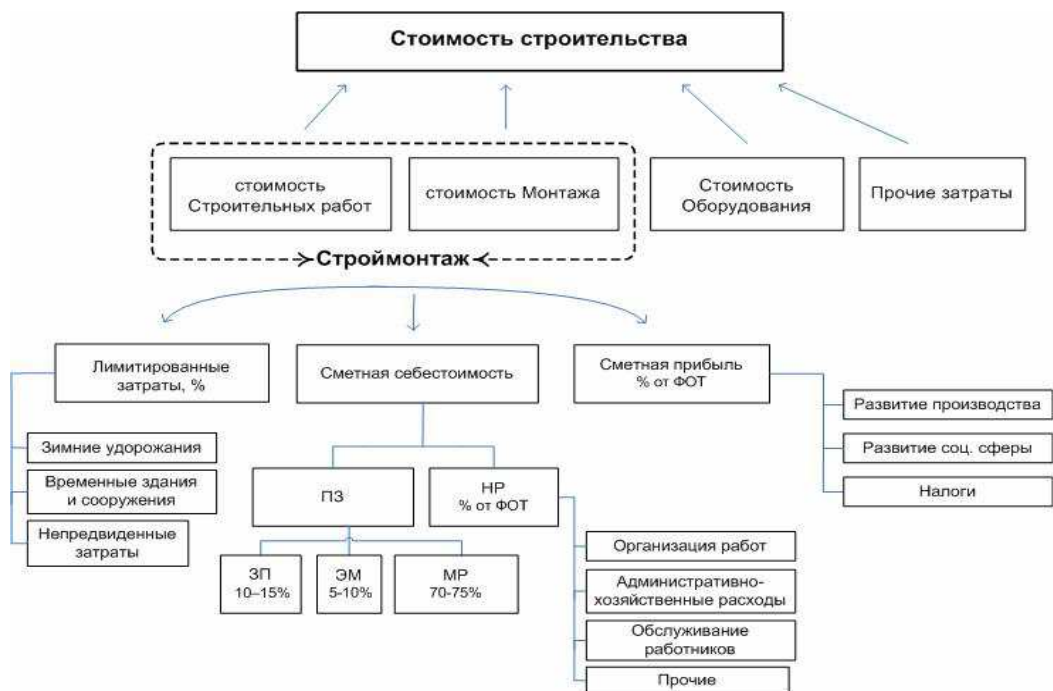 Стоимость строительства
стоимость
Строительных работ
стоимость Монтажа
Стоимость
Оборудования
Прочие затраты
Строймонтаж
Лимитированные
затраты, %
Сметная себестоимость
Сметная прибыль
% от ФОТ
Зимние удорожания
Временные здания
и сооружения
Непредвиденные
затраты
ПЗ
НР
% от ФОТ
ЗП
10–15%
ЭМ
5-10%
МР
70-75%
Развитие производства
Развитие соц. сферы
Налоги
Организация работ
Административно-
хозяйственные расходы
Обслуживание
работников
Прочие